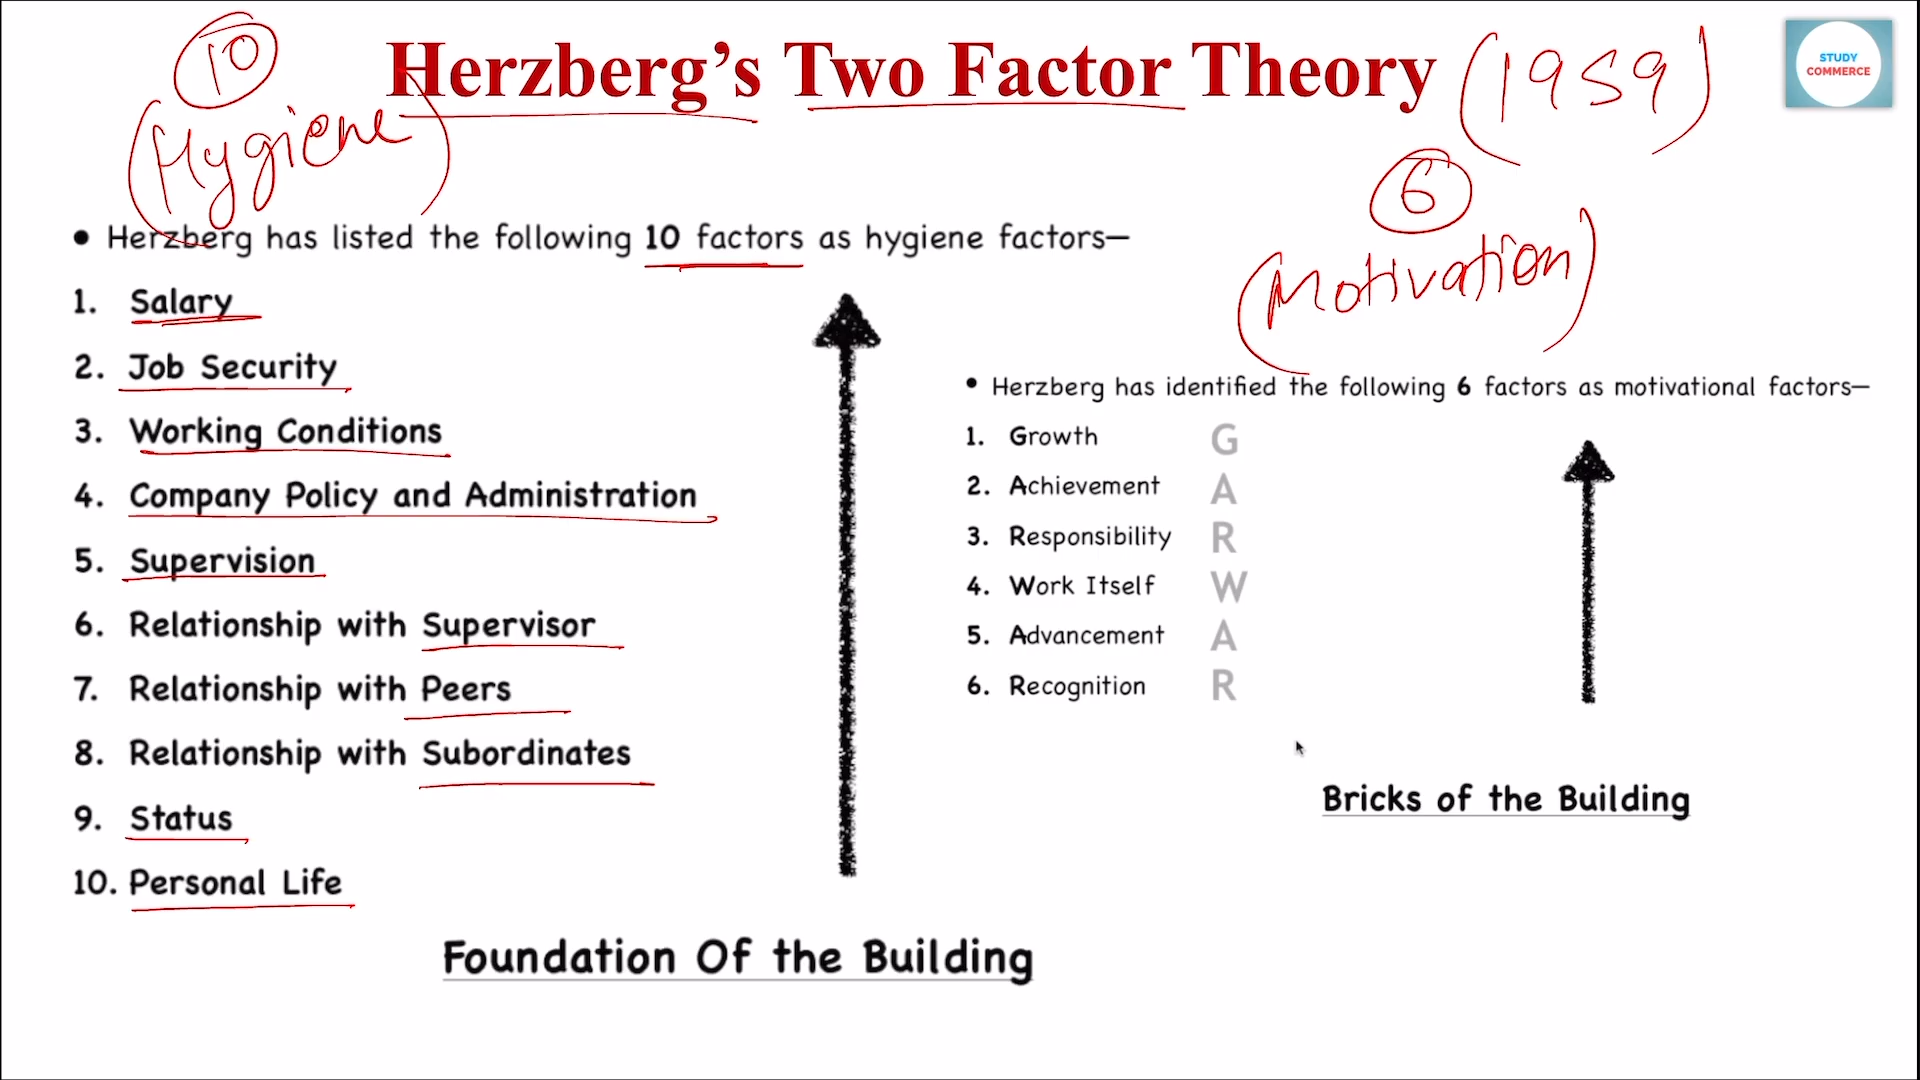 10
Herzberg's Two Factor Theory (1959)
STUDY
COMMERCE
(Hygiene)
6
(Motivation)
• Herzberg has listed the following 10 factors as hygiene factors—
1. Salary
2. Job Security
3. Working Conditions
4. Company Policy and Administration
5. Supervision
6. Relationship with Supervisor
7. Relationship with Peers
8. Relationship with Subordinates
9. Status
10. Personal Life
Foundation Of the Building
• Herzberg has identified the following 6 factors as motivational factors—
1. Growth G
2. Achievement A
3. Responsibility R
4. Work Itself W
5. Advancement A
6. Recognition R
Bricks of the Building